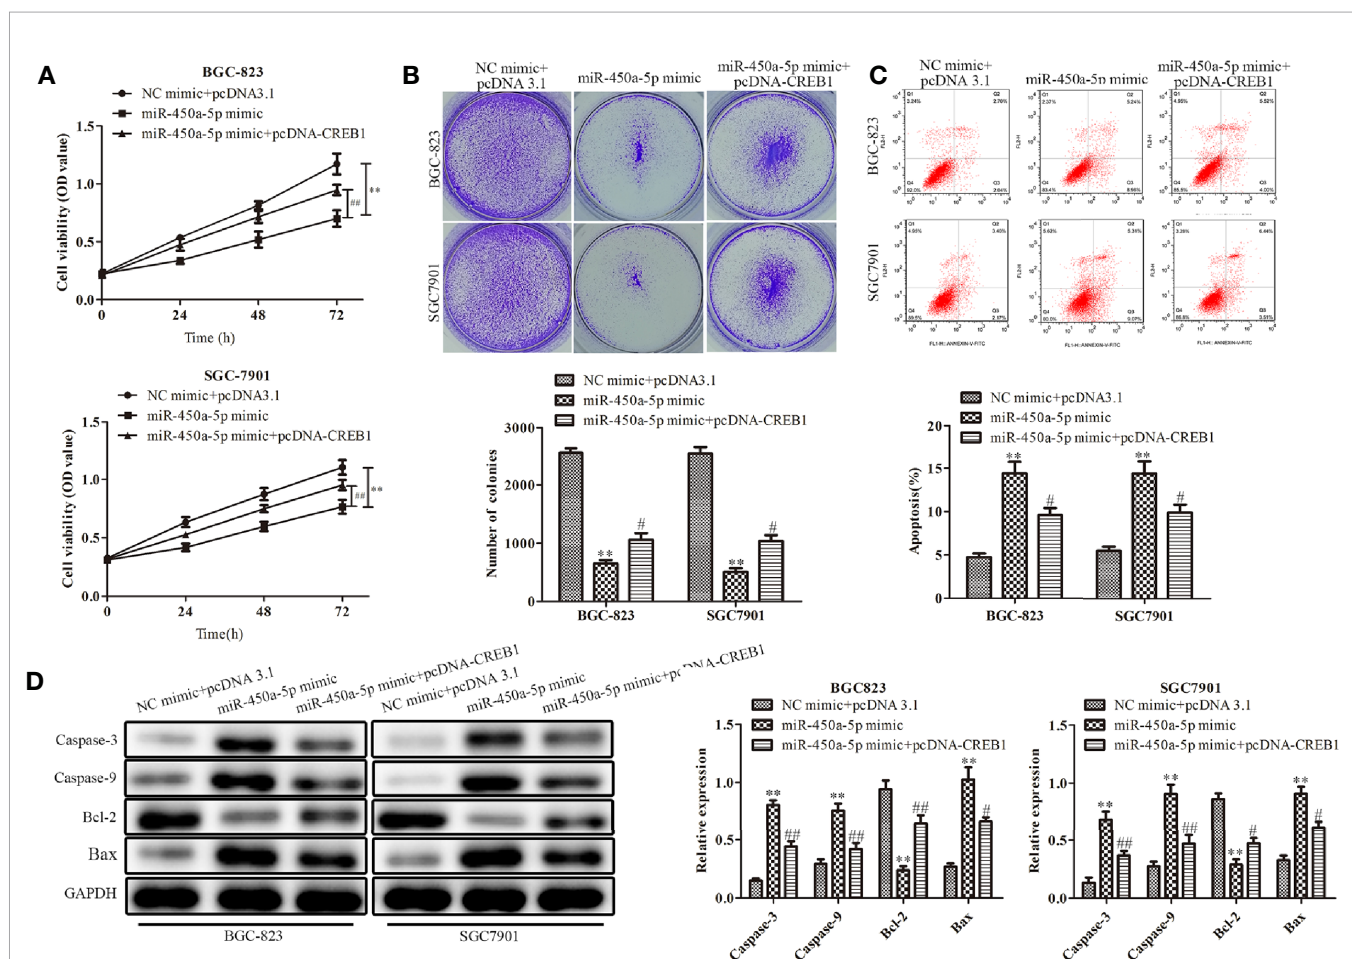 A
BGC-823
NC mimic+pcDNA3.1
miR-450a-5p mimic
miR-450a-5p mimic+pcDNA-CREB1
Cell viability (OD value)
1.5
1.0
0.5
0.0
##
**
0 24 48 72
Time (h)
SGC-7901
NC mimic+pcDNA3.1
miR-450a-5p mimic
miR-450a-5p mimic+pcDNA-CREB1
Cell viability (OD value)
1.5
1.0
0.5
0.0
##
**
0 24 48 72
Time(h)
B
NC mimic+
pcDNA 3.1
miR-450a-5p mimic
miR-450a-5p mimic+
pcDNA-CREB1
BGC-823
SGC7901
NC mimic+pcDNA3.1
miR-450a-5p mimic
miR-450a-5p mimic+pcDNA-CREB1
Number of colonies
3000
2000
1000
0
** #
** #
BGC-823 SGC7901
C
NC mimic+
pcDNA 3.1
miR-450a-5p mimic
miR-450a-5p mimic+
pcDNA-CREB1
BGC-823
SGC7901
FL1-H: ANNEXIN-V-FITC
FL1-H: ANNEXIN-V-FITC
FL1-H: ANNEXIN-V-FITC
NC mimic+pcDNA3.1
miR-450a-5p mimic
miR-450a-5p mimic+pcDNA-CREB1
Apoptosis(%)
20
15
10
5
0
** #
** #
BGC-823 SGC7901
D
NC mimic+pcDNA 3.1
miR-450a-5p mimic
miR-450a-5p mimic+pcDNA-CREB1
NC mimic+pcDNA 3.1
miR-450a-5p mimic
Caspase-3
Caspase-9
Bcl-2
Bax
GAPDH
BGC-823 SGC7901
BGC823
NC mimic+pcDNA 3.1
miR-450a-5p mimic
miR-450a-5p mimic+pcDNA-CREB1
Relative expression
1.5
1.0
0.5
0.0
** ## ** ## ** ## ** #
Caspase-3 Caspase-9 Bcl-2 Bax
SGC7901
NC mimic+pcDNA 3.1
miR-450a-5p mimic
miR-450a-5p mimic+pcDNA-CREB1
Relative expression
1.5
1.0
0.5
0.0
** ## ** ## ** # ** #
Caspase-3 Caspase-9 Bcl-2 Bax